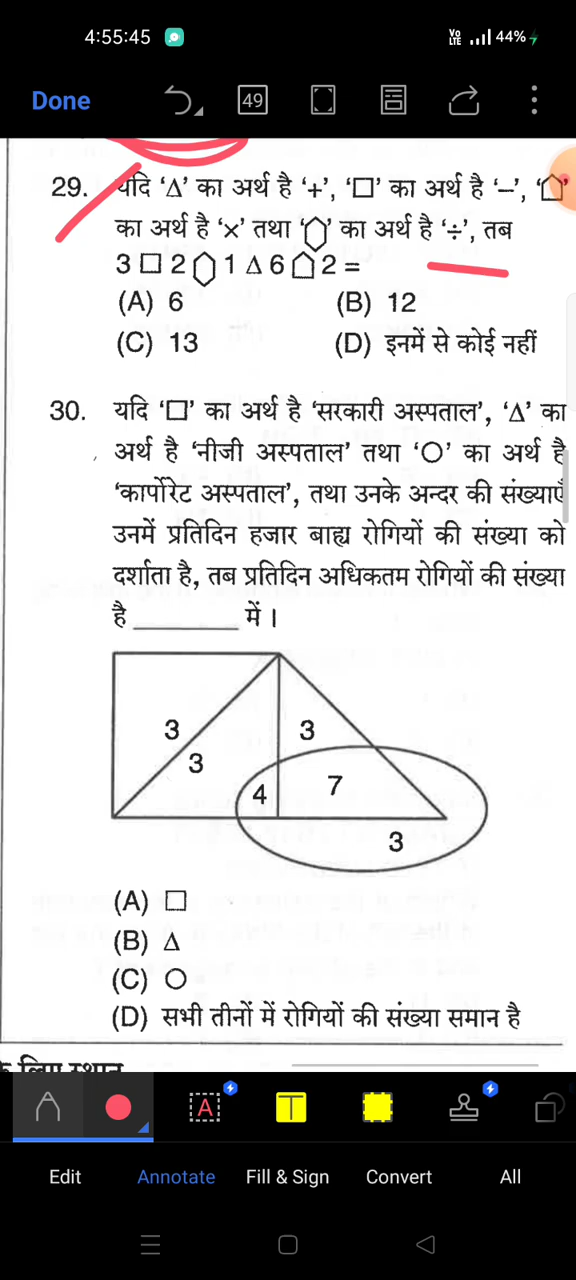 4:55:45
Vo LTE 44%
Done
49
29. यदि ‘Δ’ का अर्थ है ‘+’, ‘□’ का अर्थ है ‘–’, ‘⌂’
का अर्थ है ‘×’ तथा ‘⬡’ का अर्थ है ‘÷’, तब
3 □ 2 ⬡ 1 Δ 6 ⌂ 2 =
(A) 6 (B) 12
(C) 13 (D) इनमें से कोई नहीं
30. यदि ‘□’ का अर्थ है ‘सरकारी अस्पताल’, ‘Δ’ का
अर्थ है ‘नीजी अस्पताल’ तथा ‘○’ का अर्थ है
‘कार्पोरेट अस्पताल’, तथा उनके अन्दर की संख्याएँ
उनमें प्रतिदिन हजार बाह्य रोगियों की संख्या को
दर्शाता है, तब प्रतिदिन अधिकतम रोगियों की संख्या
है ________ में ।
3
3
3
4
7
3
(A) □
(B) Δ
(C) ○
(D) सभी तीनों में रोगियों की संख्या समान है
के लिए स्थान
A
T
Edit Annotate Fill & Sign Convert All